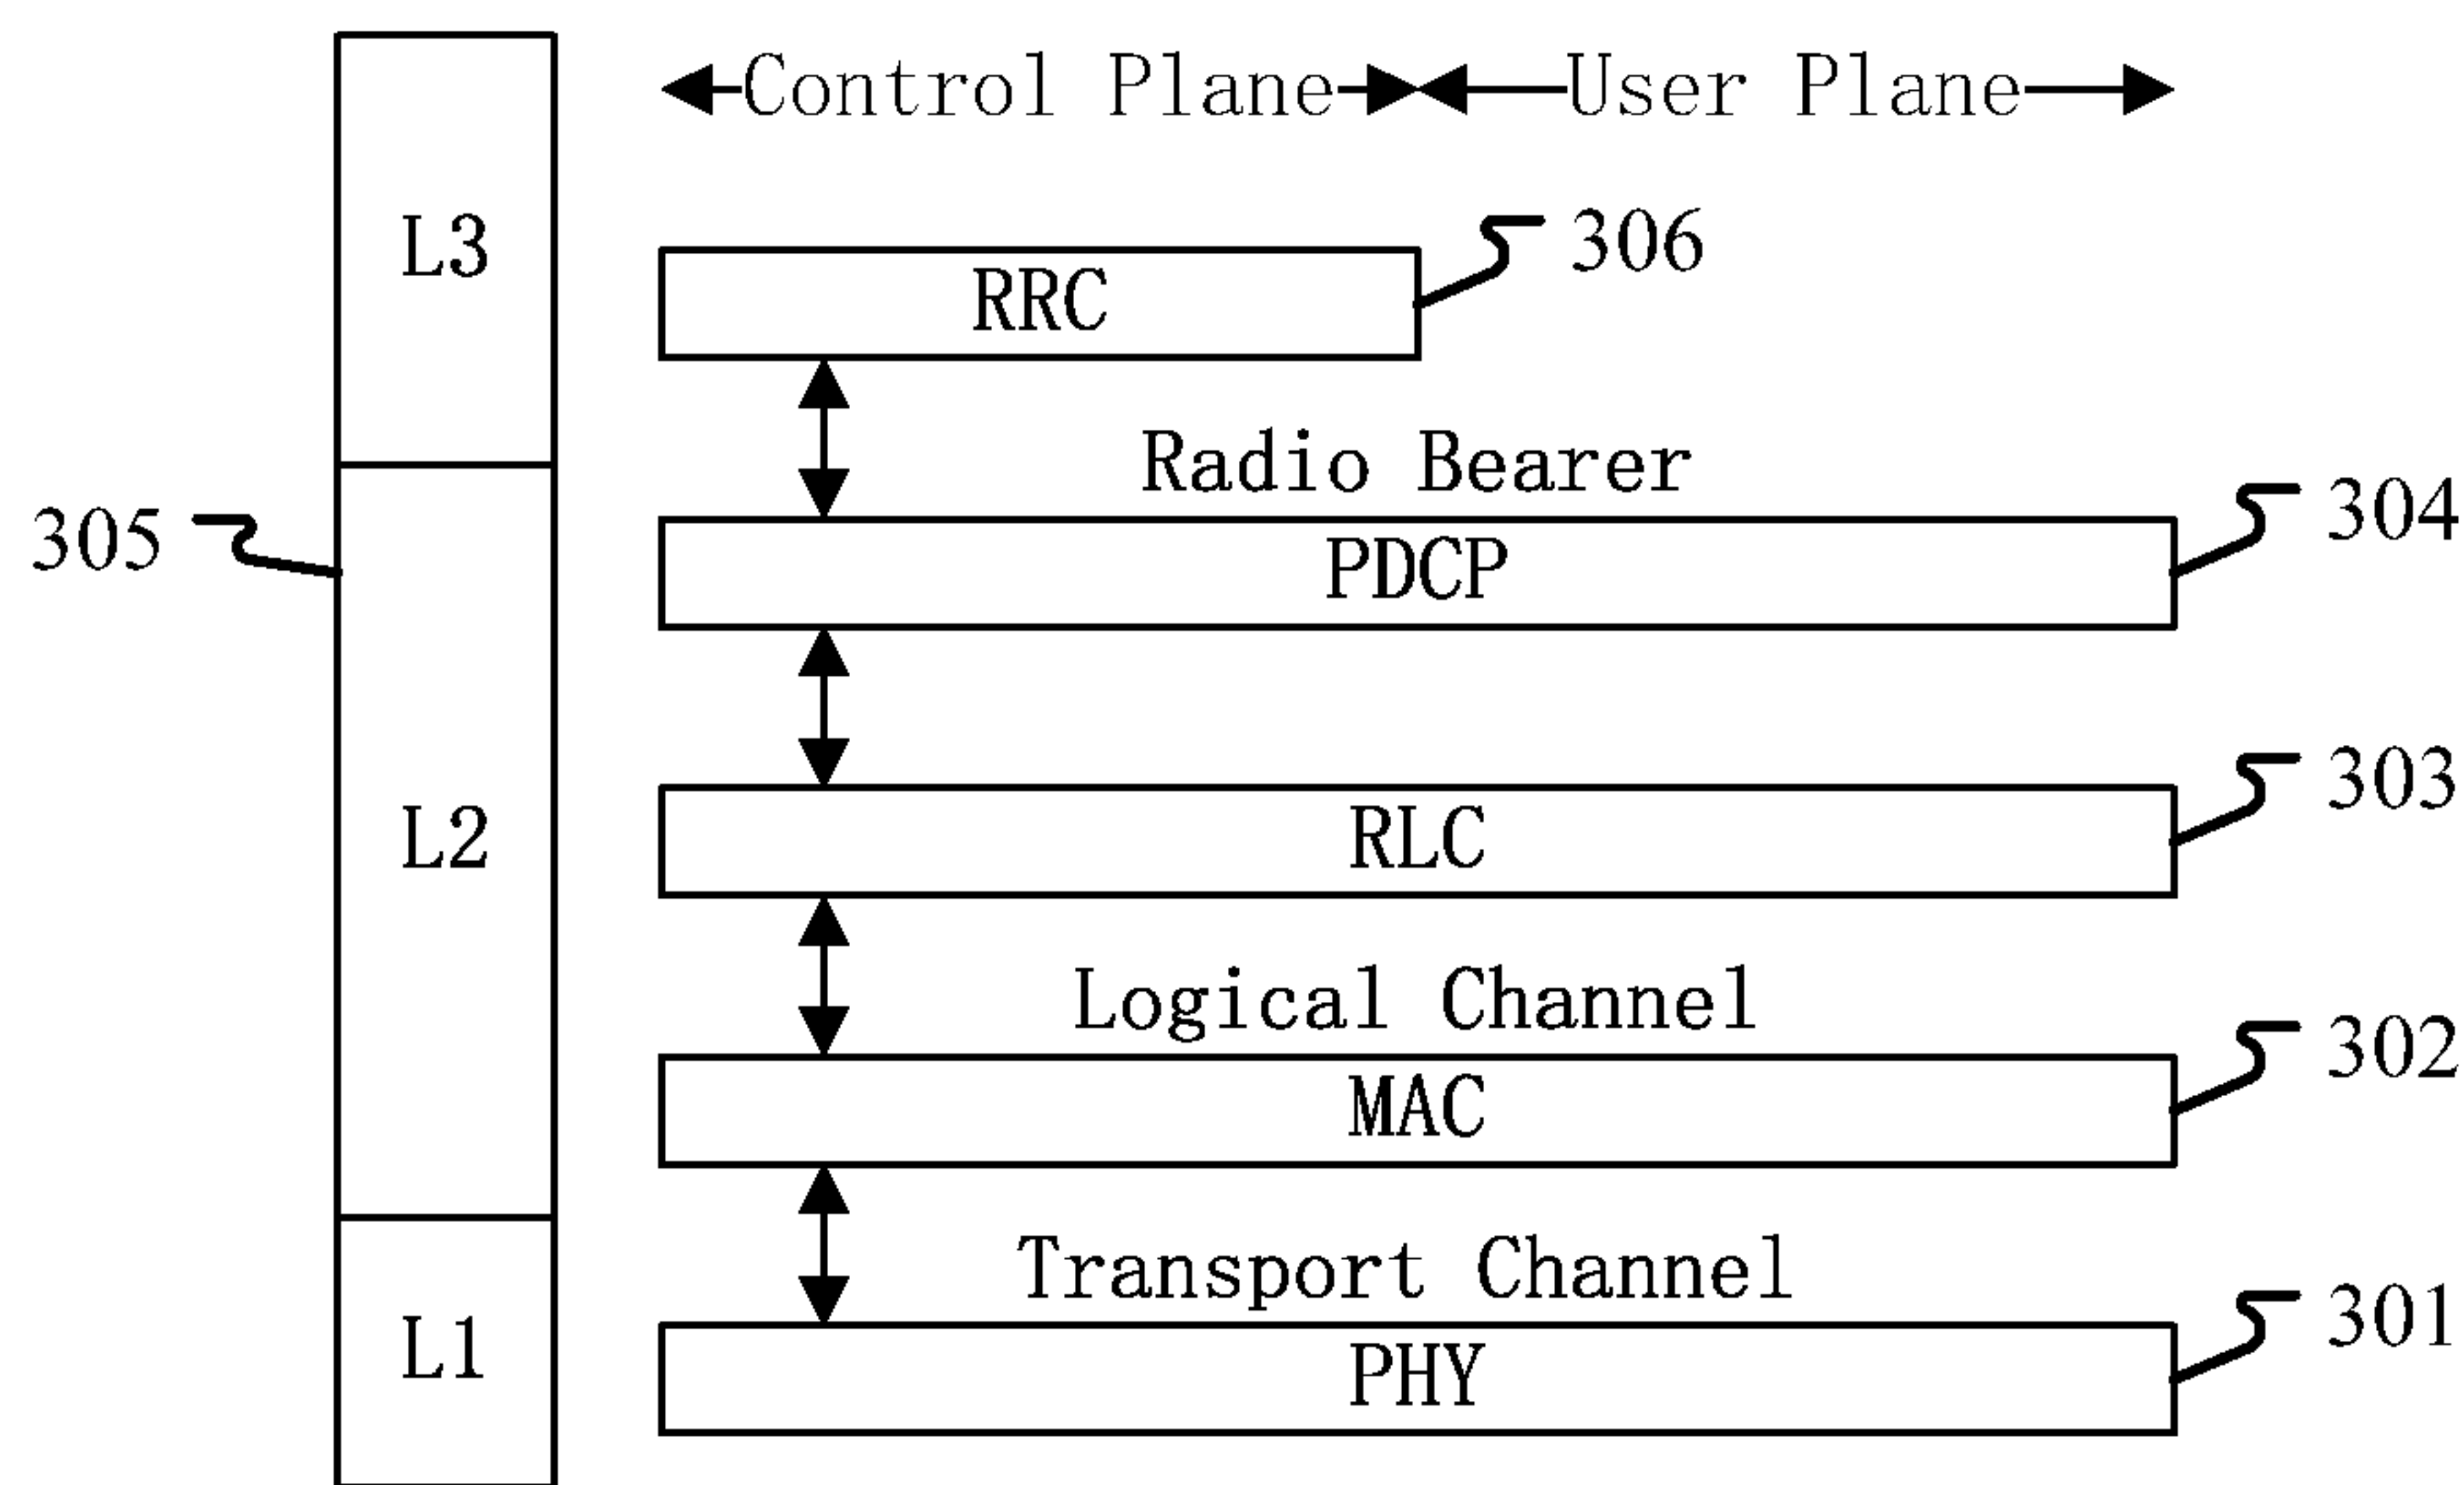 Control Plane User Plane
L3
306
RRC
Radio Bearer
304
305
PDCP
303
L2
RLC
Logical Channel
302
MAC
Transport Channel
301
L1
PHY